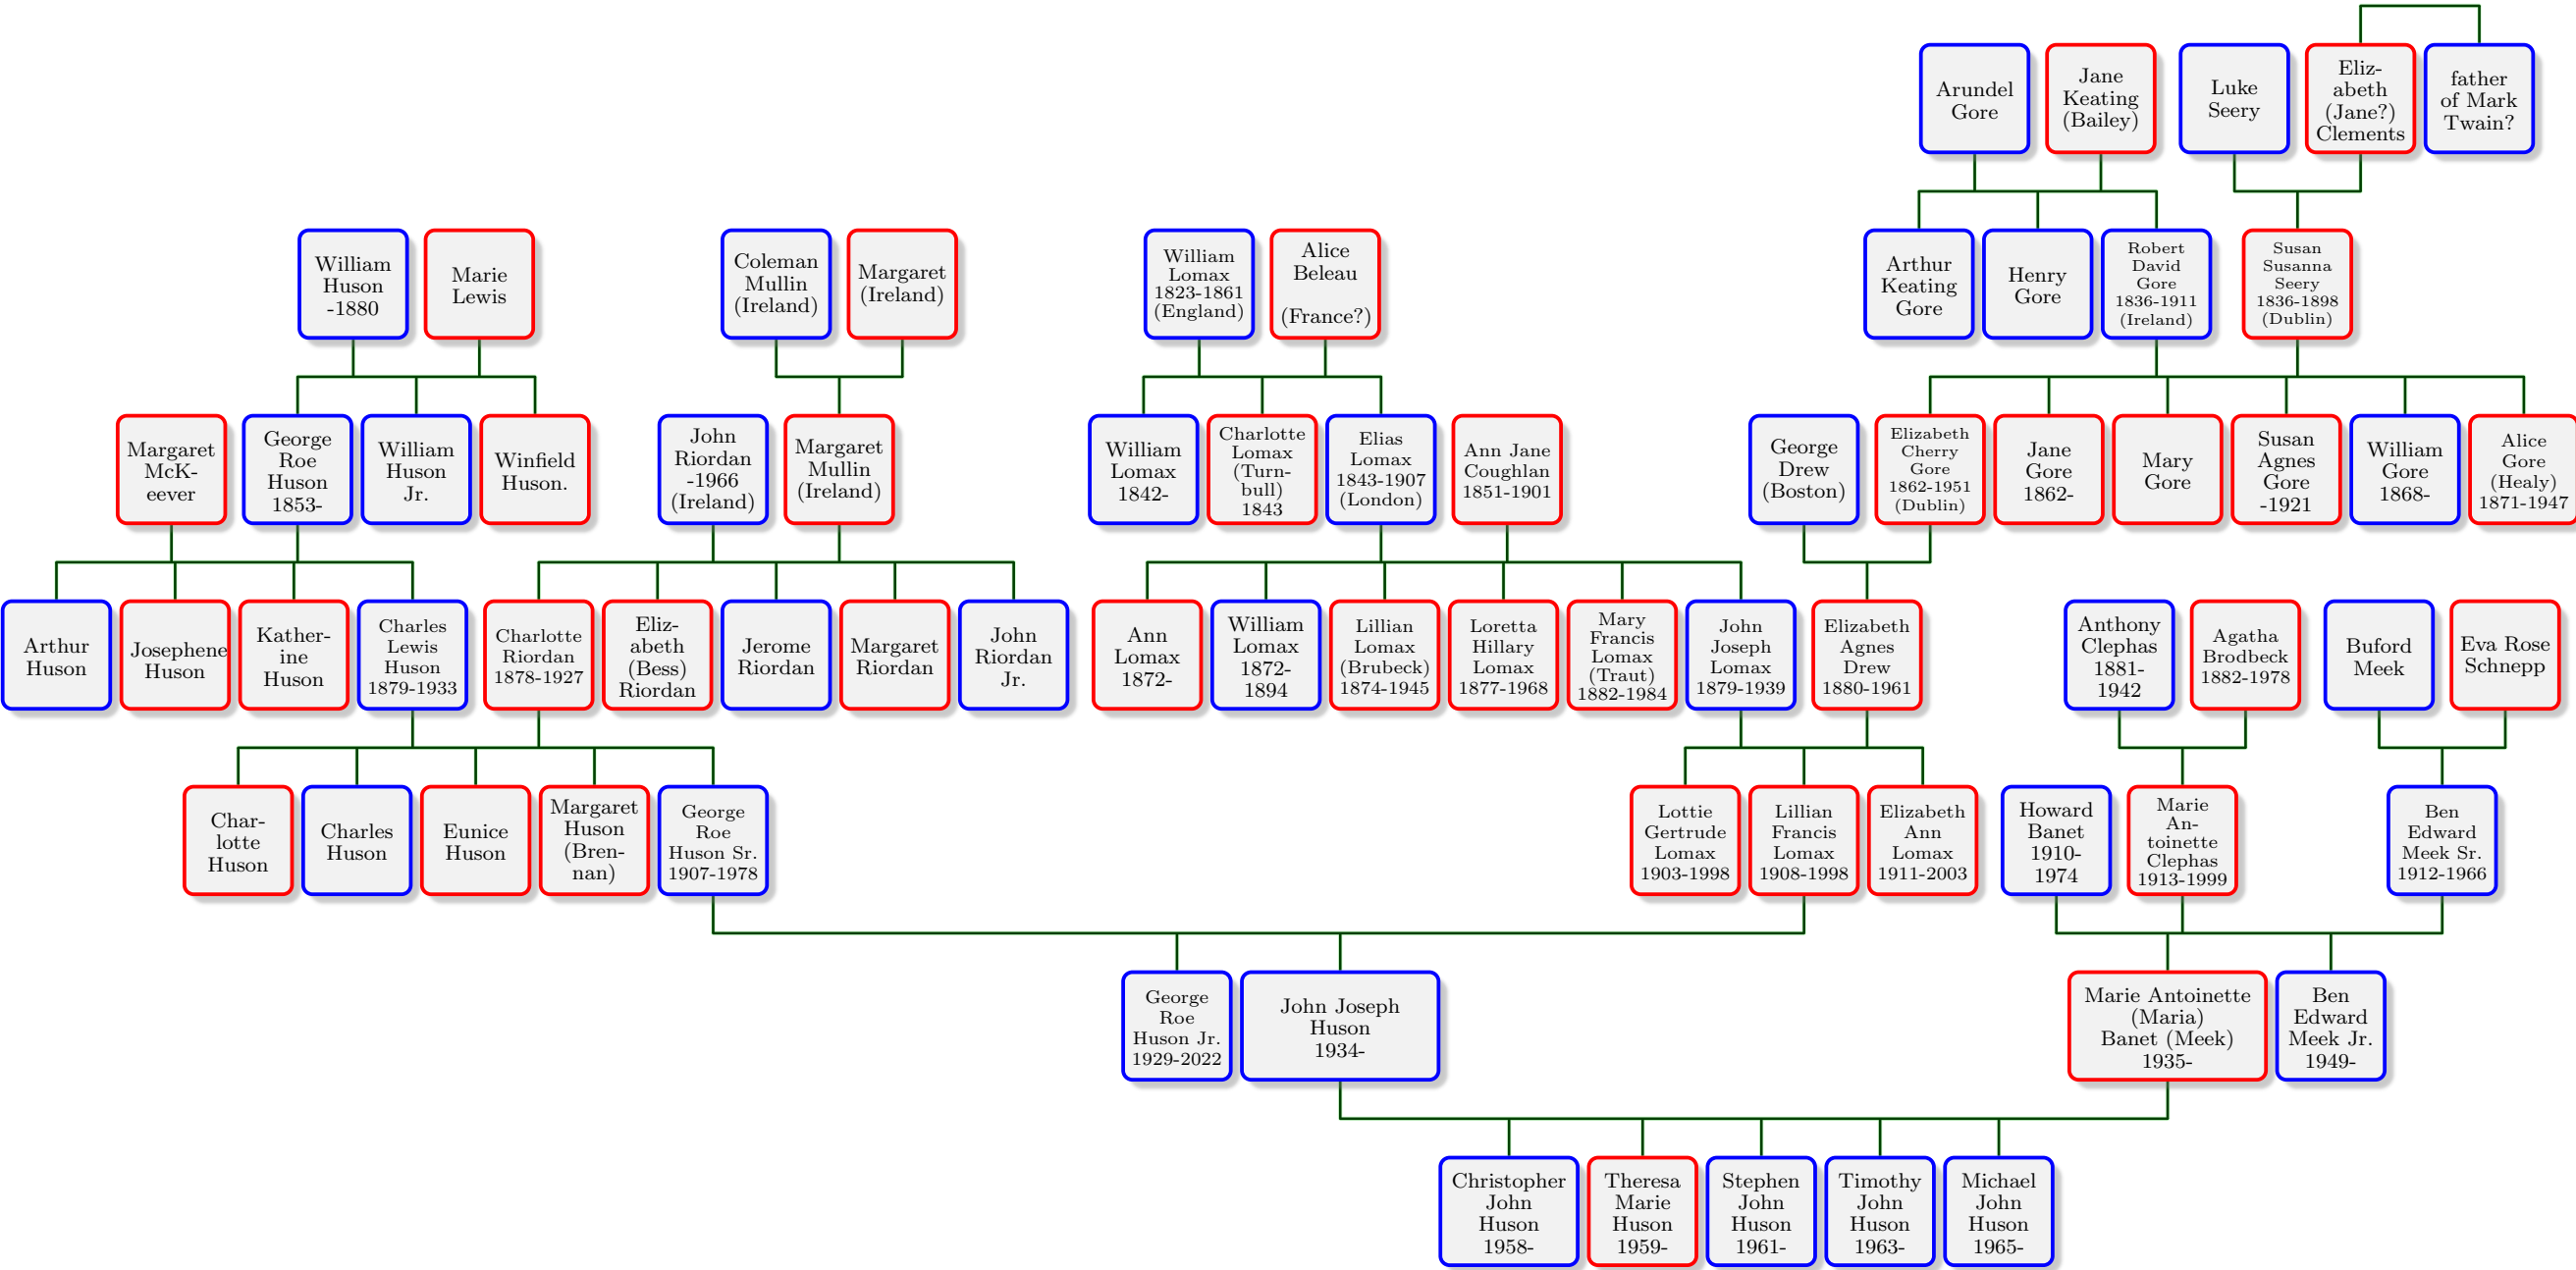 Arundel
Gore
Jane
Keating
(Bailey)
Luke
Seery
Eliz-
abeth
(Jane?)
Clements
father
of Mark
Twain?
William
Huson
-1880
Marie
Lewis
Coleman
Mullin
(Ireland)
Margaret
(Ireland)
William
Lomax
1823-1861
(England)
Alice
Beleau
(France?)
Arthur
Keating
Gore
Henry
Gore
Robert
David
Gore
1836-1911
(Ireland)
Susan
Susanna
Seery
1836-1898
(Dublin)
Margaret
McK-
eever
George
Roe
Huson
1853-
William
Huson
Jr.
Winfield
Huson.
John
Riordan
-1966
(Ireland)
Margaret
Mullin
(Ireland)
William
Lomax
1842-
Charlotte
Lomax
(Turn-
bull)
1843
Elias
Lomax
1843-1907
(London)
Ann Jane
Coughlan
1851-1901
George
Drew
(Boston)
Elizabeth
Cherry
Gore
1862-1951
(Dublin)
Jane
Gore
1862-
Mary
Gore
Susan
Agnes
Gore
-1921
William
Gore
1868-
Alice
Gore
(Healy)
1871-1947
Arthur
Huson
Josephene
Huson
Kather-
ine
Huson
Charles
Lewis
Huson
1879-1933
Charlotte
Riordan
1878-1927
Eliz-
abeth
(Bess)
Riordan
Jerome
Riordan
Margaret
Riordan
John
Riordan
Jr.
Ann
Lomax
1872-
William
Lomax
1872-
1894
Lillian
Lomax
(Brubeck)
1874-1945
Loretta
Hillary
Lomax
1877-1968
Mary
Francis
Lomax
(Traut)
1882-1984
John
Joseph
Lomax
1879-1939
Elizabeth
Agnes
Drew
1880-1961
Anthony
Clephas
1881-
1942
Agatha
Brodbeck
1882-1978
Buford
Meek
Eva Rose
Schnepp
Char-
lotte
Huson
Charles
Huson
Eunice
Huson
Margaret
Huson
(Bren-
nan)
George
Roe
Huson Sr.
1907-1978
Lottie
Gertrude
Lomax
1903-1998
Lillian
Francis
Lomax
1908-1998
Elizabeth
Ann
Lomax
1911-2003
Howard
Banet
1910-
1974
Marie
An-
toinette
Clephas
1913-1999
Ben
Edward
Meek Sr.
1912-1966
George
Roe
Huson Jr.
1929-2022
John Joseph
Huson
1934-
Marie Antoinette
(Maria)
Banet (Meek)
1935-
Ben
Edward
Meek Jr.
1949-
Christopher
John
Huson
1958-
Theresa
Marie
Huson
1959-
Stephen
John
Huson
1961-
Timothy
John
Huson
1963-
Michael
John
Huson
1965-